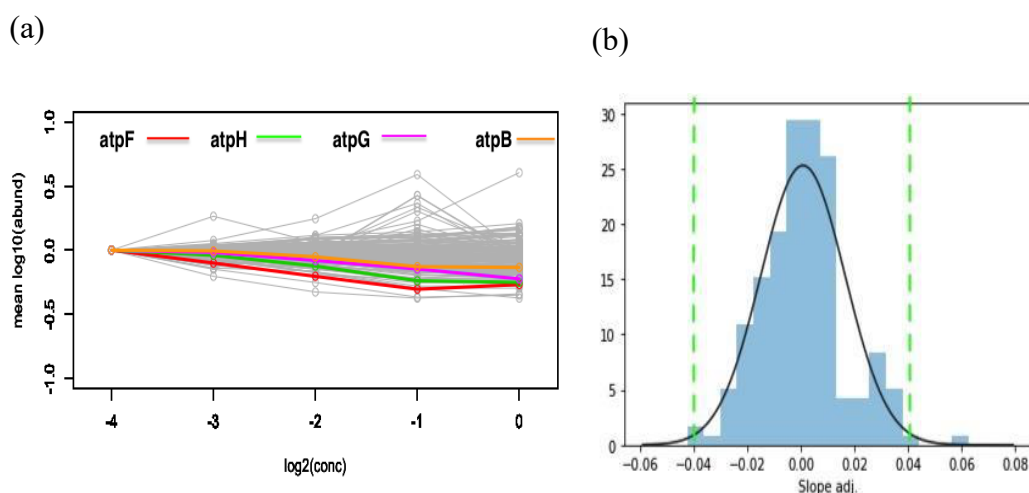 (a)
atpF atpH atpG atpB
1.0
0.5
0.0
-0.5
-1.0
mean log10(abund)
-4 -3 -2 -1 0
log2(conc)
(b)
30
25
20
15
10
5
0
−0.06 −0.04 −0.02 0.00 0.02 0.04 0.06 0.08
Slope adj.